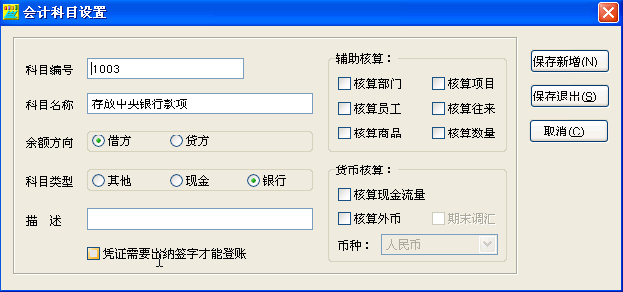 会计科目设置
科目编号 1003
科目名称 存放中央银行款项
余额方向 借方 贷方
科目类型 其他 现金 银行
描 述
凭证需要出纳签字才能登账
辅助核算：
核算部门 核算项目
核算员工 核算往来
核算商品 核算数量
货币核算：
核算现金流量
核算外币 期末调汇
币种： 人民币
保存新增(N)
保存退出(S)
取消(C)